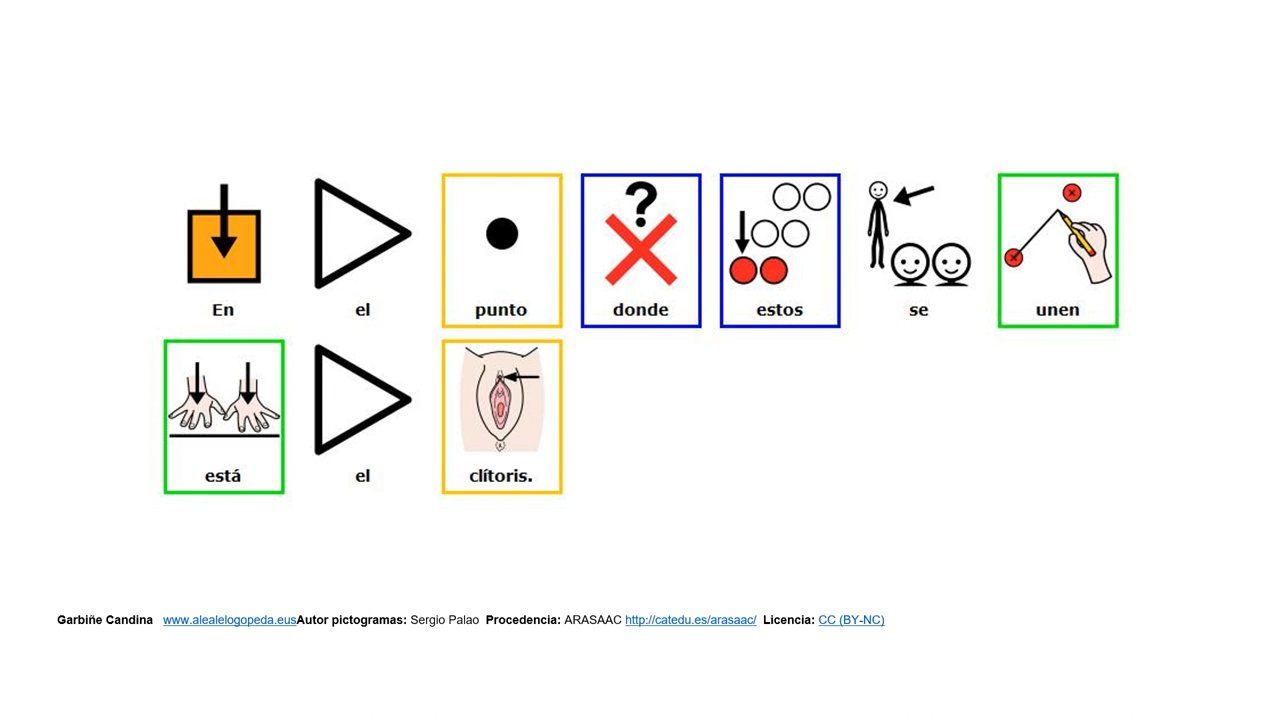 En el punto donde estos se unen
está el clítoris.
Garbiñe Candina www.alealelogopeda.eusAutor pictogramas: Sergio Palao Procedencia: ARASAAC http://catedu.es/arasaac/ Licencia: CC (BY-NC)